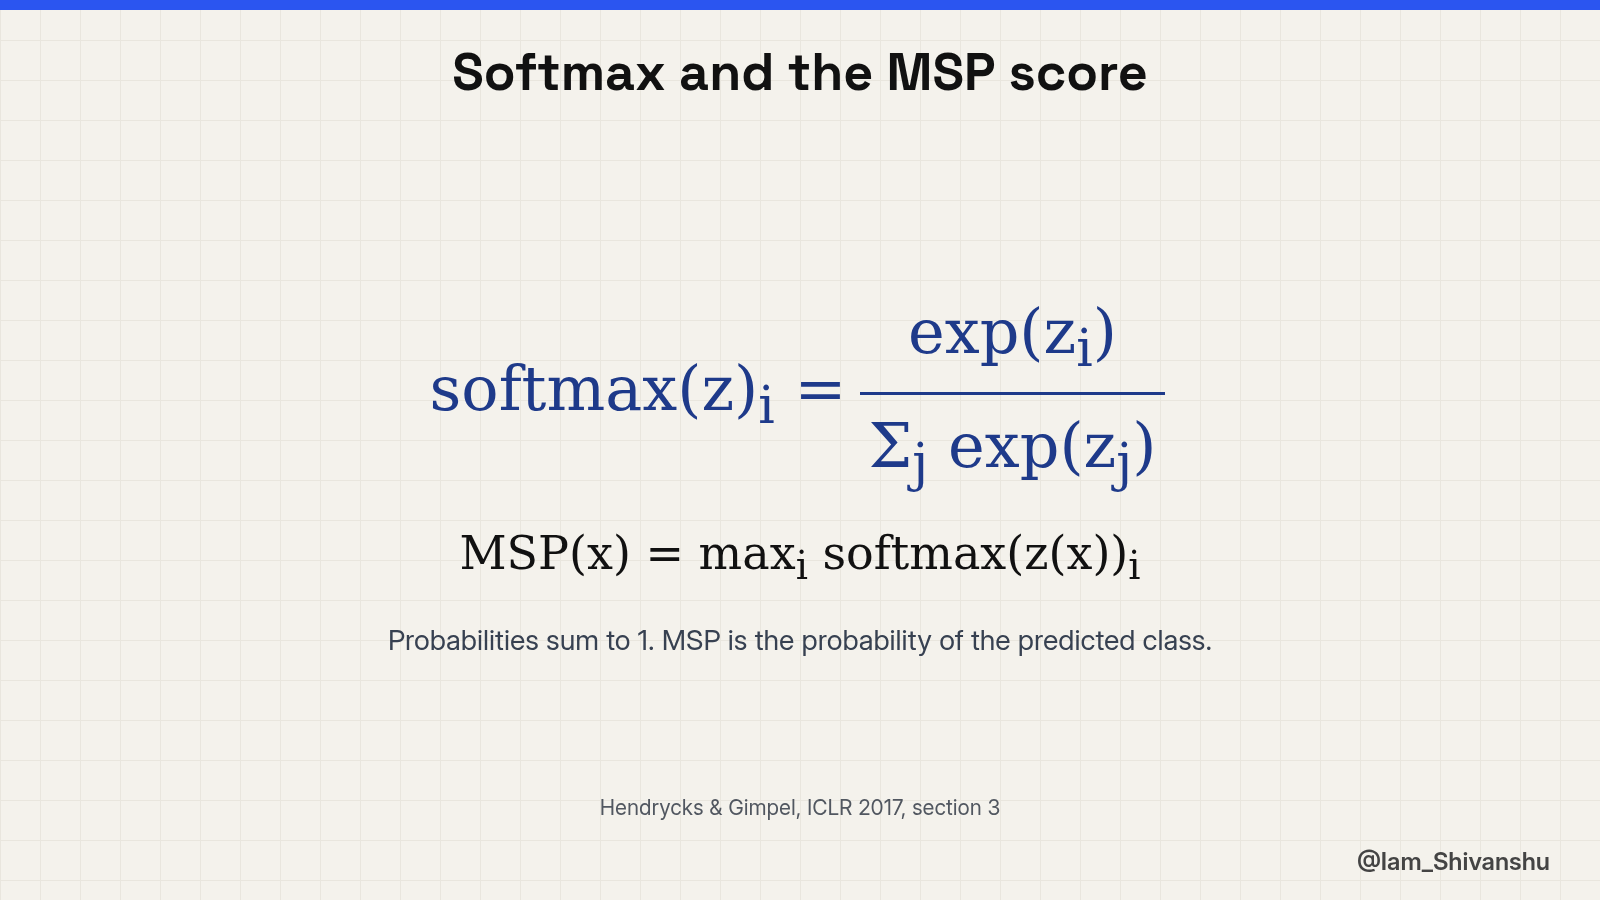 Softmax and the MSP score
softmax(z)ᵢ = exp(zᵢ) / Σⱼ exp(zⱼ)
MSP(x) = maxᵢ softmax(z(x))ᵢ
Probabilities sum to 1. MSP is the probability of the predicted class.
Hendrycks & Gimpel, ICLR 2017, section 3
@Iam_Shivanshu